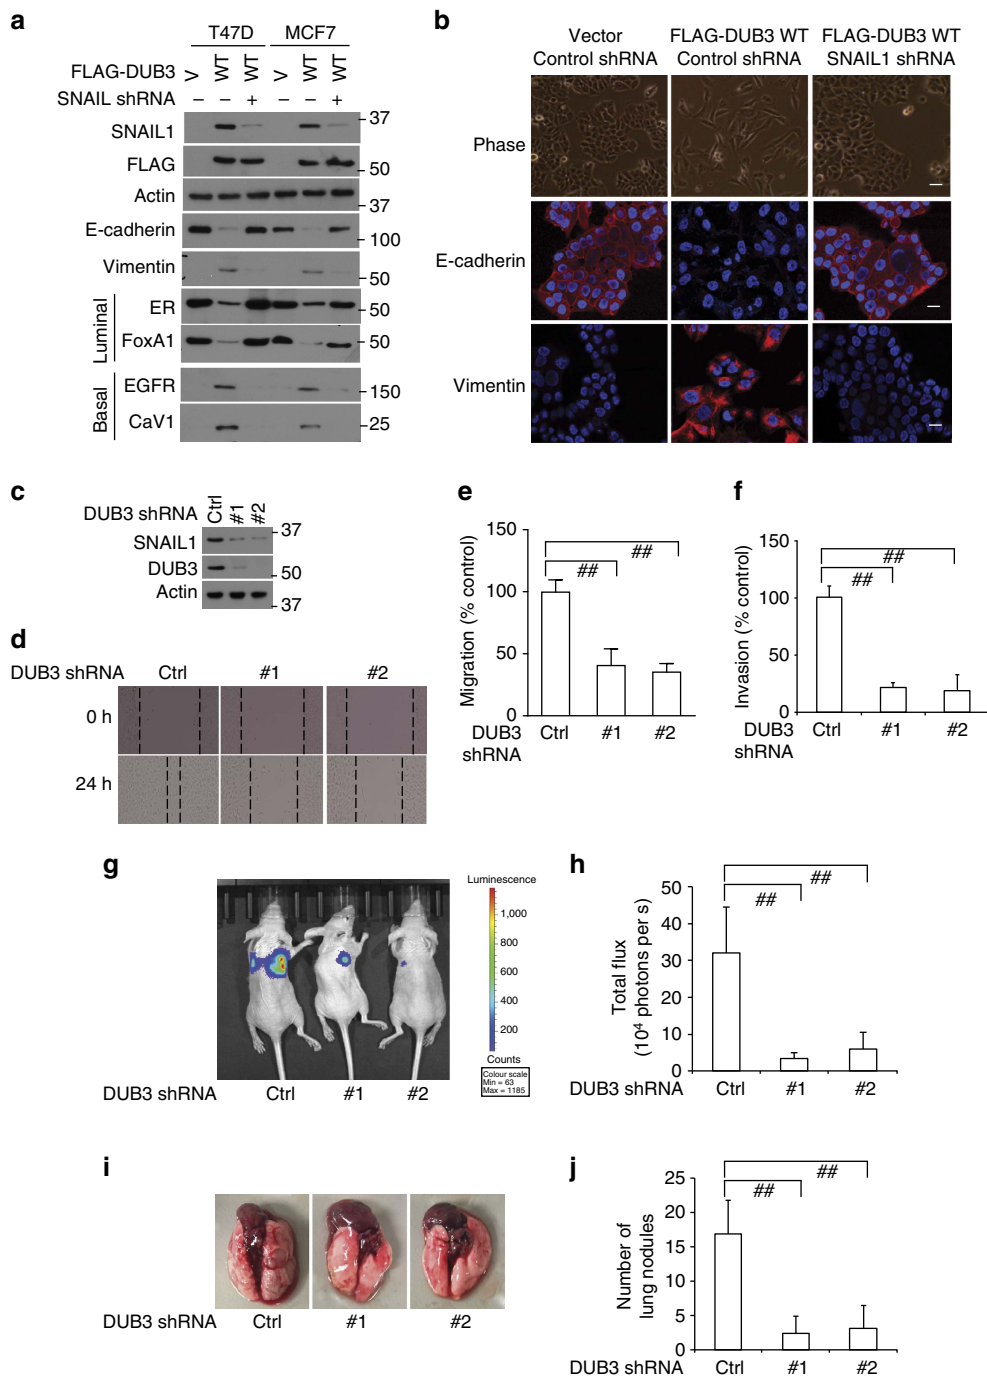 a
T47D MCF7
FLAG-DUB3 V WT WT V WT WT
SNAIL shRNA – – + – – +
SNAIL1 37
FLAG 50
Actin 37
E-cadherin 100
Vimentin 50
Luminal
ER 50
FoxA1 50
Basal
EGFR 150
CaV1 25
b
Vector FLAG-DUB3 WT FLAG-DUB3 WT
Control shRNA Control shRNA SNAIL1 shRNA
Phase
E-cadherin
Vimentin
c
DUB3 shRNA Ctrl #1 #2
SNAIL1 37
DUB3 50
Actin 37
d
DUB3 shRNA Ctrl #1 #2
0 h
24 h
e
Migration (% control)
150
100
50
0
## ##
DUB3 shRNA Ctrl #1 #2
f
Invasion (% control)
150
100
50
0
## ##
DUB3 shRNA Ctrl #1 #2
g
Luminescence
1,000
800
600
400
200
Counts
Colour scale
Min = 63
Max = 1185
DUB3 shRNA Ctrl #1 #2
h
Total flux
(10⁴ photons per s)
50
40
30
20
10
0
## ##
DUB3 shRNA Ctrl #1 #2
i
DUB3 shRNA Ctrl #1 #2
j
Number of
lung nodules
25
20
15
10
5
0
## ##
DUB3 shRNA Ctrl #1 #2